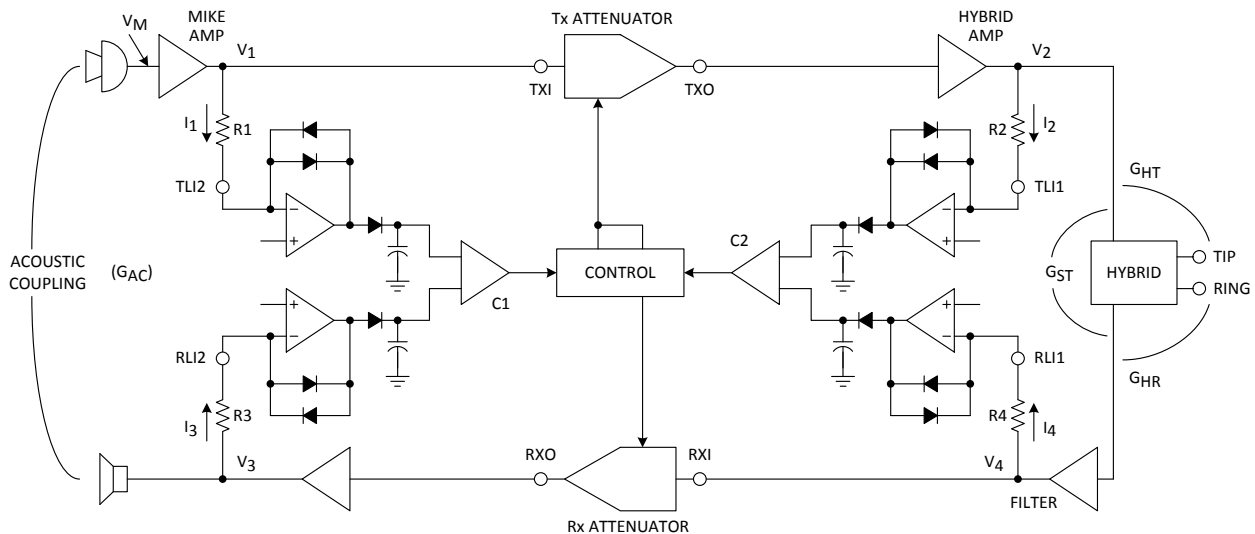 MIKE
AMP
Tx ATTENUATOR
HYBRID
AMP
VM
V1
V2
TXI
TXO
I1
R1
R2
I2
TLI2
TLI1
GHT
C2
ACOUSTIC
COUPLING
(GAC)
CONTROL
C1
GST
HYBRID
TIP
RING
RLI2
RLI1
GHR
I3
R3
R4
I4
V3
RXO
RXI
V4
FILTER
Rx ATTENUATOR